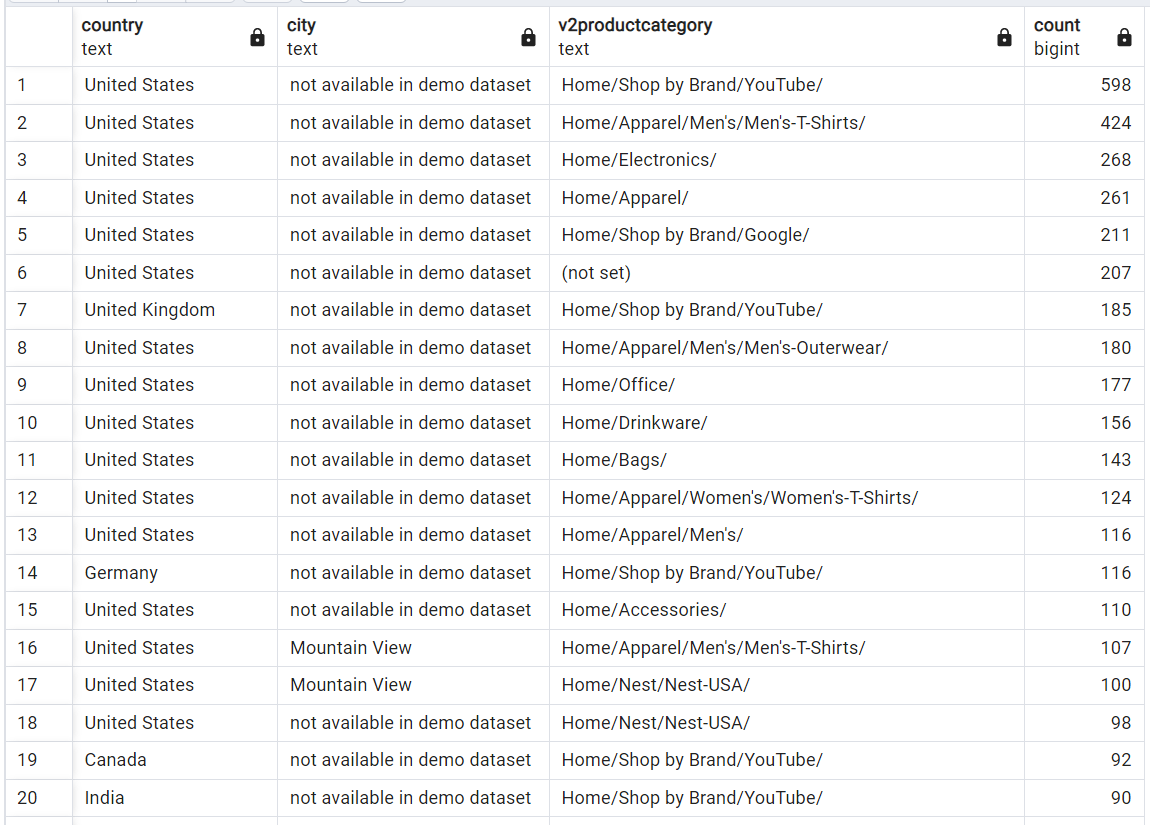 country city v2productcategory count
text text text bigint
1 United States not available in demo dataset Home/Shop by Brand/YouTube/ 598
2 United States not available in demo dataset Home/Apparel/Men's/Men's-T-Shirts/ 424
3 United States not available in demo dataset Home/Electronics/ 268
4 United States not available in demo dataset Home/Apparel/ 261
5 United States not available in demo dataset Home/Shop by Brand/Google/ 211
6 United States not available in demo dataset (not set) 207
7 United Kingdom not available in demo dataset Home/Shop by Brand/YouTube/ 185
8 United States not available in demo dataset Home/Apparel/Men's/Men's-Outerwear/ 180
9 United States not available in demo dataset Home/Office/ 177
10 United States not available in demo dataset Home/Drinkware/ 156
11 United States not available in demo dataset Home/Bags/ 143
12 United States not available in demo dataset Home/Apparel/Women's/Women's-T-Shirts/ 124
13 United States not available in demo dataset Home/Apparel/Men's/ 116
14 Germany not available in demo dataset Home/Shop by Brand/YouTube/ 116
15 United States not available in demo dataset Home/Accessories/ 110
16 United States Mountain View Home/Apparel/Men's/Men's-T-Shirts/ 107
17 United States Mountain View Home/Nest/Nest-USA/ 100
18 United States not available in demo dataset Home/Nest/Nest-USA/ 98
19 Canada not available in demo dataset Home/Shop by Brand/YouTube/ 92
20 India not available in demo dataset Home/Shop by Brand/YouTube/ 90